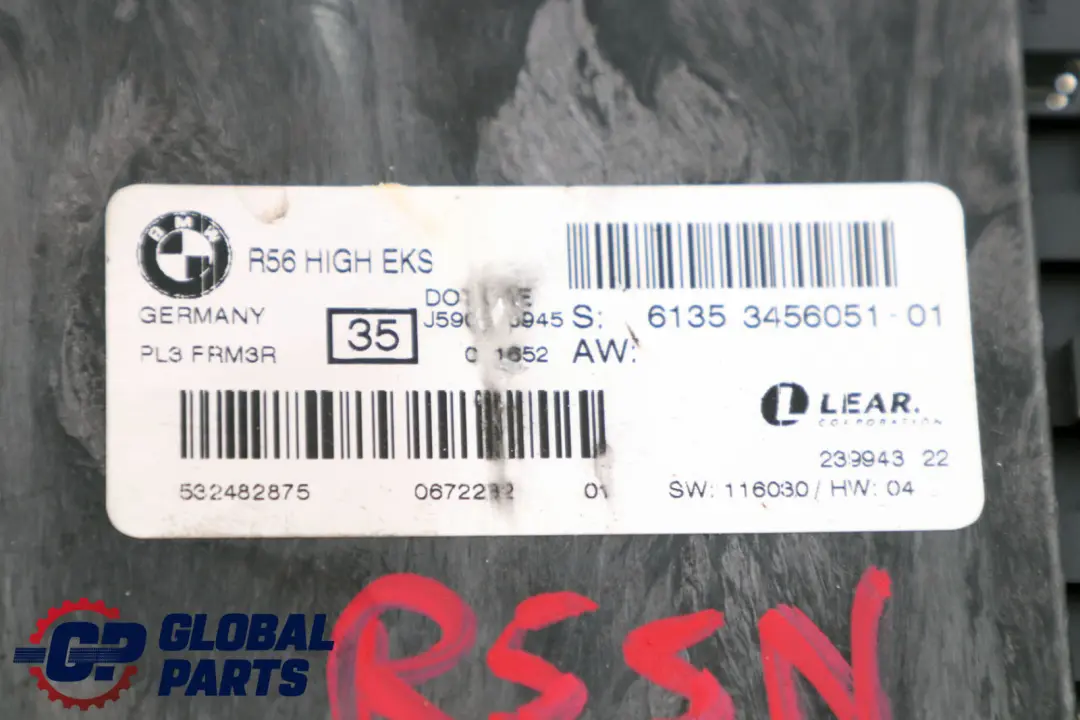 BMW
R56 HIGH EKS
GERMANY
PL3 FRM3R
35
S: 6135 3456051-01
AW:
LEAR.
CORPORATION
239943 22
532482875
01
SW: 116030 / HW: 04
R55N
GP GLOBAL
PARTS